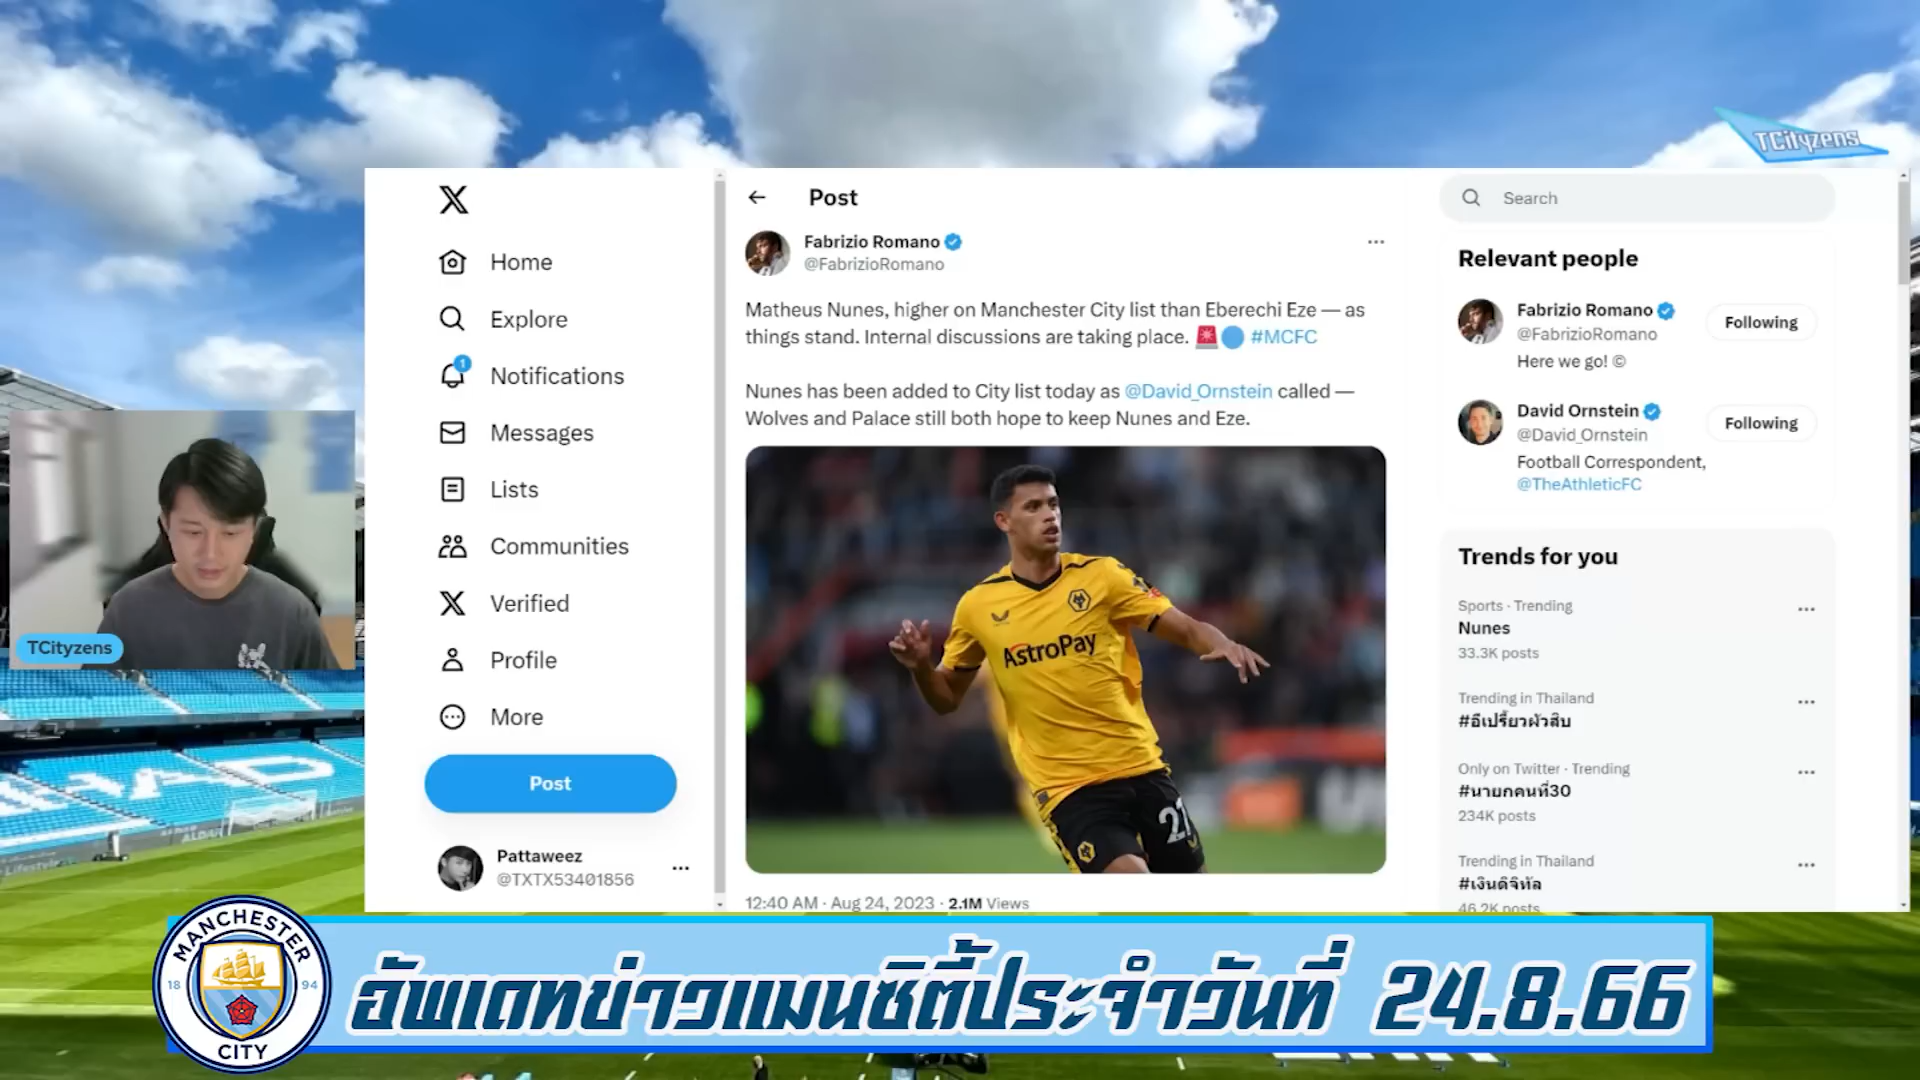 TCityzens
Home
Explore
1
Notifications
Messages
Lists
Communities
Verified
Profile
More
Post
Pattaweez
@TXTX53401856
Post
Fabrizio Romano
@FabrizioRomano
Matheus Nunes, higher on Manchester City list than Eberechi Eze — as
things stand. Internal discussions are taking place. 🚨🔵 #MCFC
Nunes has been added to City list today as @David_Ornstein called —
Wolves and Palace still both hope to keep Nunes and Eze.
AstroPay
27
12:40 AM · Aug 24, 2023 · 2.1M Views
Search
Relevant people
Fabrizio Romano
@FabrizioRomano
Following
Here we go! ©
David Ornstein
@David_Ornstein
Following
Football Correspondent,
@TheAthleticFC
Trends for you
Sports · Trending
Nunes
33.3K posts
Trending in Thailand
#อีเปรี้ยวผัวสิบ
Only on Twitter · Trending
#นายกคนที่30
234K posts
Trending in Thailand
#เงินดิจิทัล
46.2K posts
TCityzens
MANCHESTER
18 94
CITY
อัพเดทข่าวแมนซิตี้ประจำวันที่ 24.8.66